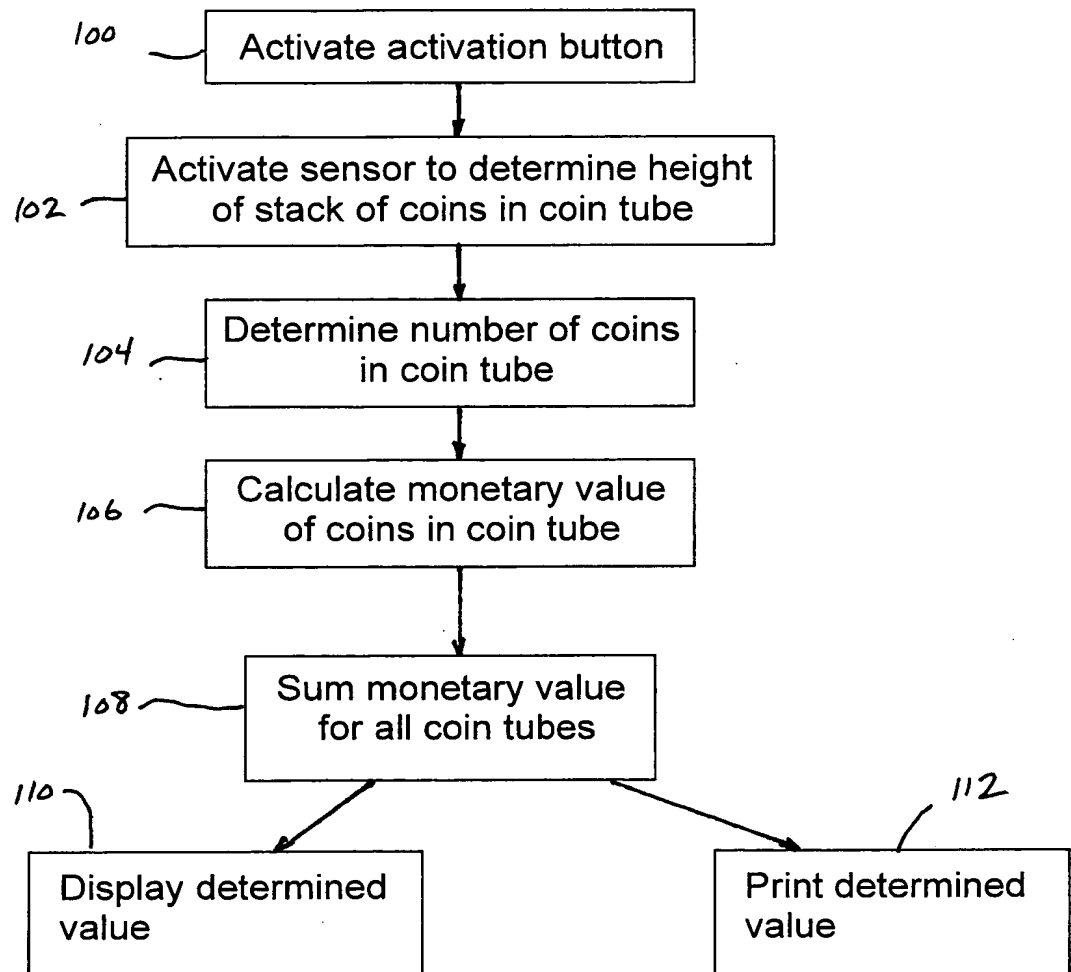 100
Activate activation button
102
Activate sensor to determine height
of stack of coins in coin tube
104
Determine number of coins
in coin tube
106
Calculate monetary value
of coins in coin tube
108
Sum monetary value
for all coin tubes
110
Display determined
value
112
Print determined
value